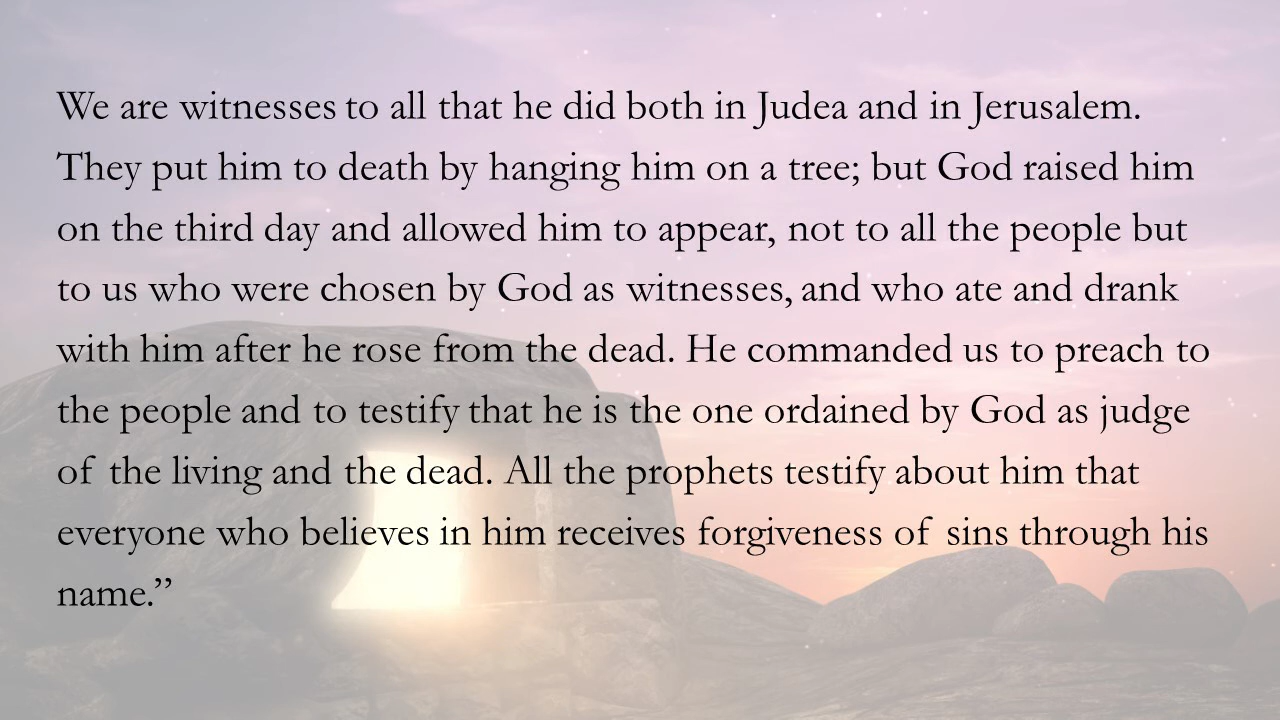 We are witnesses to all that he did both in Judea and in Jerusalem.
They put him to death by hanging him on a tree; but God raised him
on the third day and allowed him to appear, not to all the people but
to us who were chosen by God as witnesses, and who ate and drank
with him after he rose from the dead. He commanded us to preach to
the people and to testify that he is the one ordained by God as judge
of the living and the dead. All the prophets testify about him that
everyone who believes in him receives forgiveness of sins through his
name.”